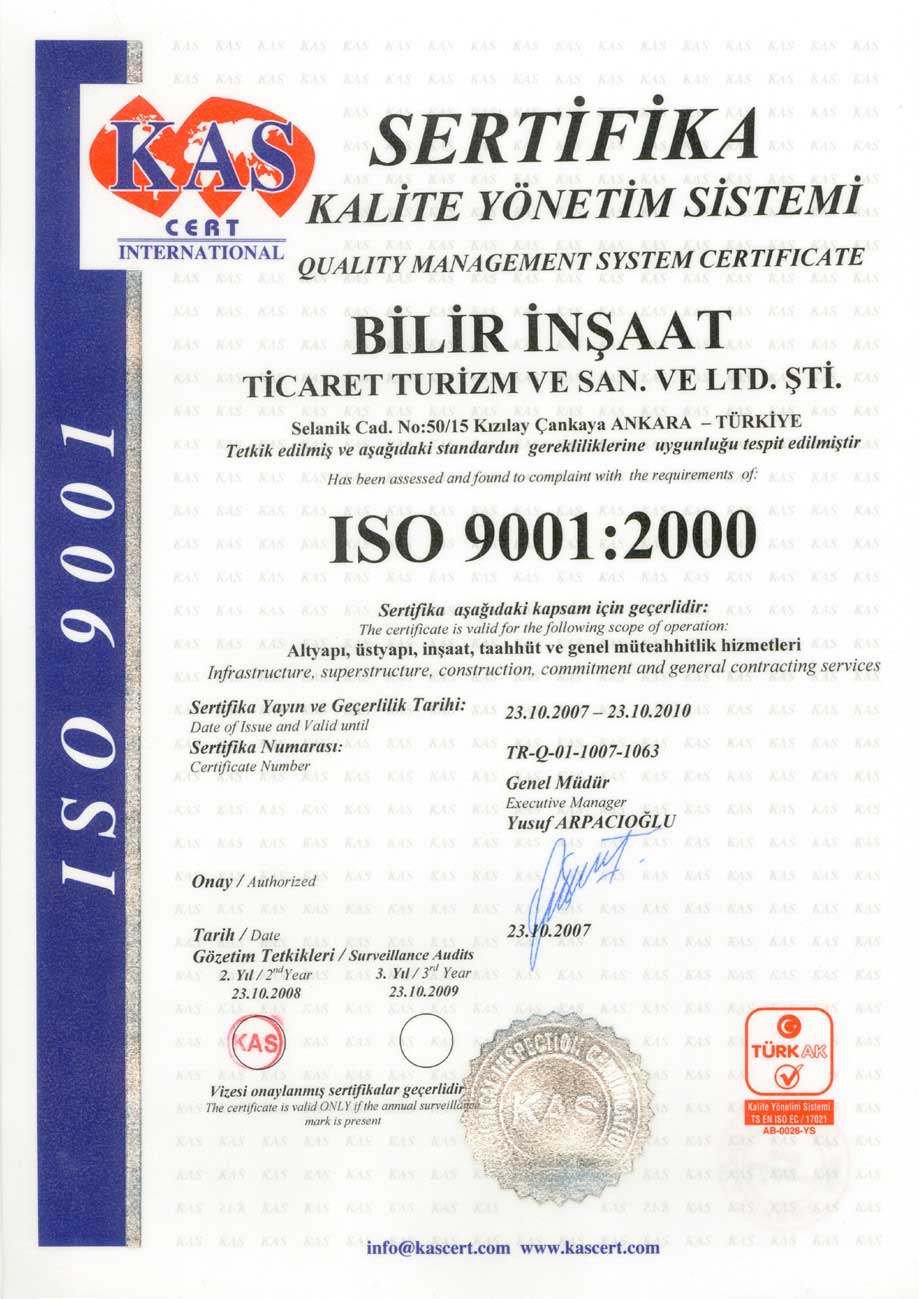 KAS
CERT
INTERNATIONAL
SERTİFİKA
KALİTE YÖNETİM SİSTEMİ
QUALITY MANAGEMENT SYSTEM CERTIFICATE
BİLİR İNŞAAT
TİCARET TURİZM VE SAN. VE LTD. ŞTİ.
Selanik Cad. No:50/15 Kızılay Çankaya ANKARA – TÜRKİYE
Tetkik edilmiş ve aşağıdaki standardın gerekliliklerine uygunluğu tespit edilmiştir
Has been assessed and found to complaint with the requirements of:
ISO 9001:2000
ISO 9001
Sertifika aşağıdaki kapsam için geçerlidir:
The certificate is valid for the following scope of operation:
Altyapı, üstyapı, inşaat, taahhüt ve genel müteahhitlik hizmetleri
Infrastructure, superstructure, construction, commitment and general contracting services
Sertifika Yayın ve Geçerlilik Tarihi: 23.10.2007 – 23.10.2010
Date of Issue and Valid until
Sertifika Numarası: TR-Q-01-1007-1063
Certificate Number
Genel Müdür
Executive Manager
Yusuf ARPACIOĞLU
Onay / Authorized
Tarih / Date 23.10.2007
Gözetim Tetkikleri / Surveillance Audits
2. Yıl / 2nd Year 3. Yıl / 3rd Year
23.10.2008 23.10.2009
KAS
Vizesi onaylanmış sertifikalar geçerlidir
The certificate is valid ONLY if the annual surveillance
mark is present
KAS
TÜRKAK
Kalite Yönetim Sistemi
TS EN ISO EC / 17021
AB-0026-YS
info@kascert.com www.kascert.com